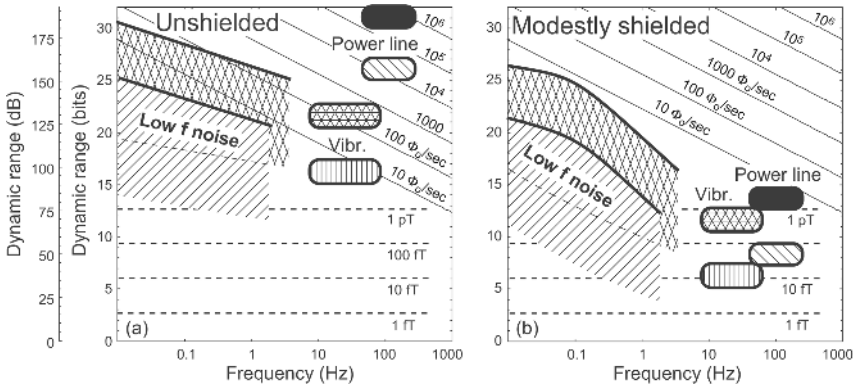 Dynamic range (dB)
0
25
50
75
100
125
150
175
Dynamic range (bits)
0
5
10
15
20
25
30
Unshielded
Power line
Low f noise
Vibr.
10⁶
10⁵
10⁴
1000
100 Φ₀/sec
10 Φ₀/sec
1 pT
100 fT
10 fT
1 fT
(a)
0.1
1
10
100
1000
Frequency (Hz)
0
5
10
15
20
25
30
Modestly shielded
10⁶
10⁵
10⁴
1000 Φ₀/sec
100 Φ₀/sec
10 Φ₀/sec
Low f noise
Power line
Vibr.
1 pT
10 fT
1 fT
(b)
0.1
1
10
100
1000
Frequency (Hz)